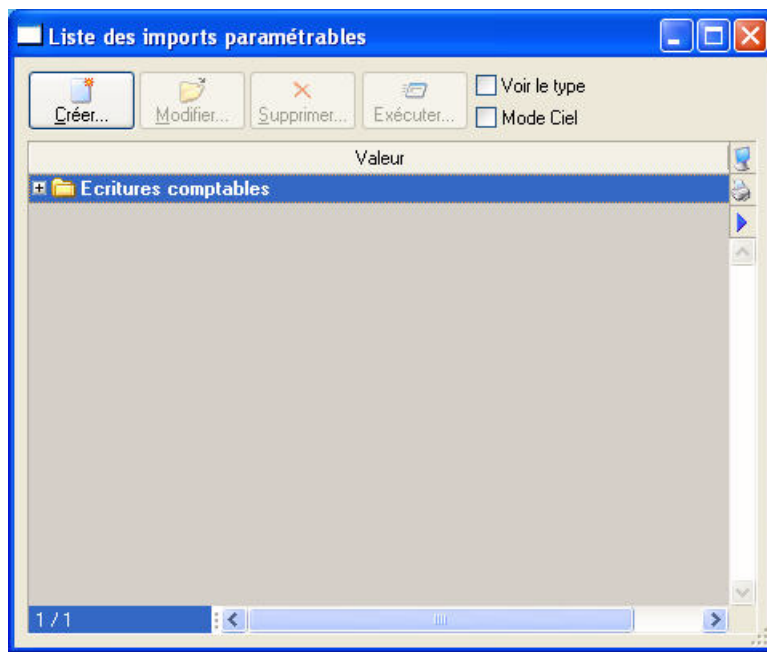 Liste des imports paramétrables
Créer...
Modifier...
Supprimer...
Exécuter...
Voir le type
Mode Ciel
Valeur
Ecritures comptables
1 / 1